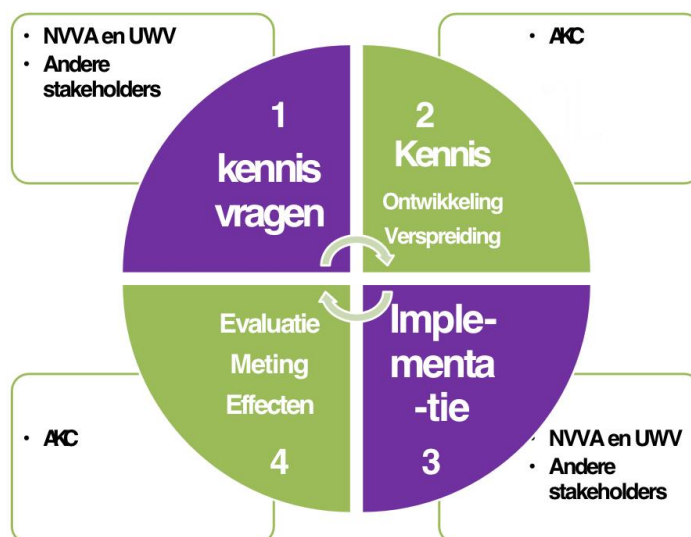 • NVVA en UWV
• Andere
stakeholders
• AKC
1
kennis
vragen
2
Kennis
Ontwikkeling
Verspreiding
Evaluatie
Meting
Effecten
4
Imple-
menta
-tie
3
• AKC
• NVVA en UWV
• Andere
stakeholders